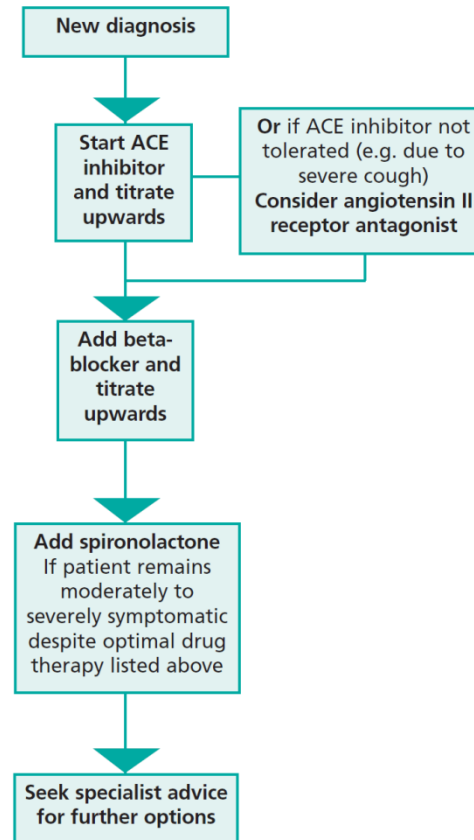 New diagnosis
Start ACE
inhibitor
and titrate
upwards
Or if ACE inhibitor not
tolerated (e.g. due to
severe cough)
Consider angiotensin II
receptor antagonist
Add beta-
blocker and
titrate
upwards
Add spironolactone
If patient remains
moderately to
severely symptomatic
despite optimal drug
therapy listed above
Seek specialist advice
for further options